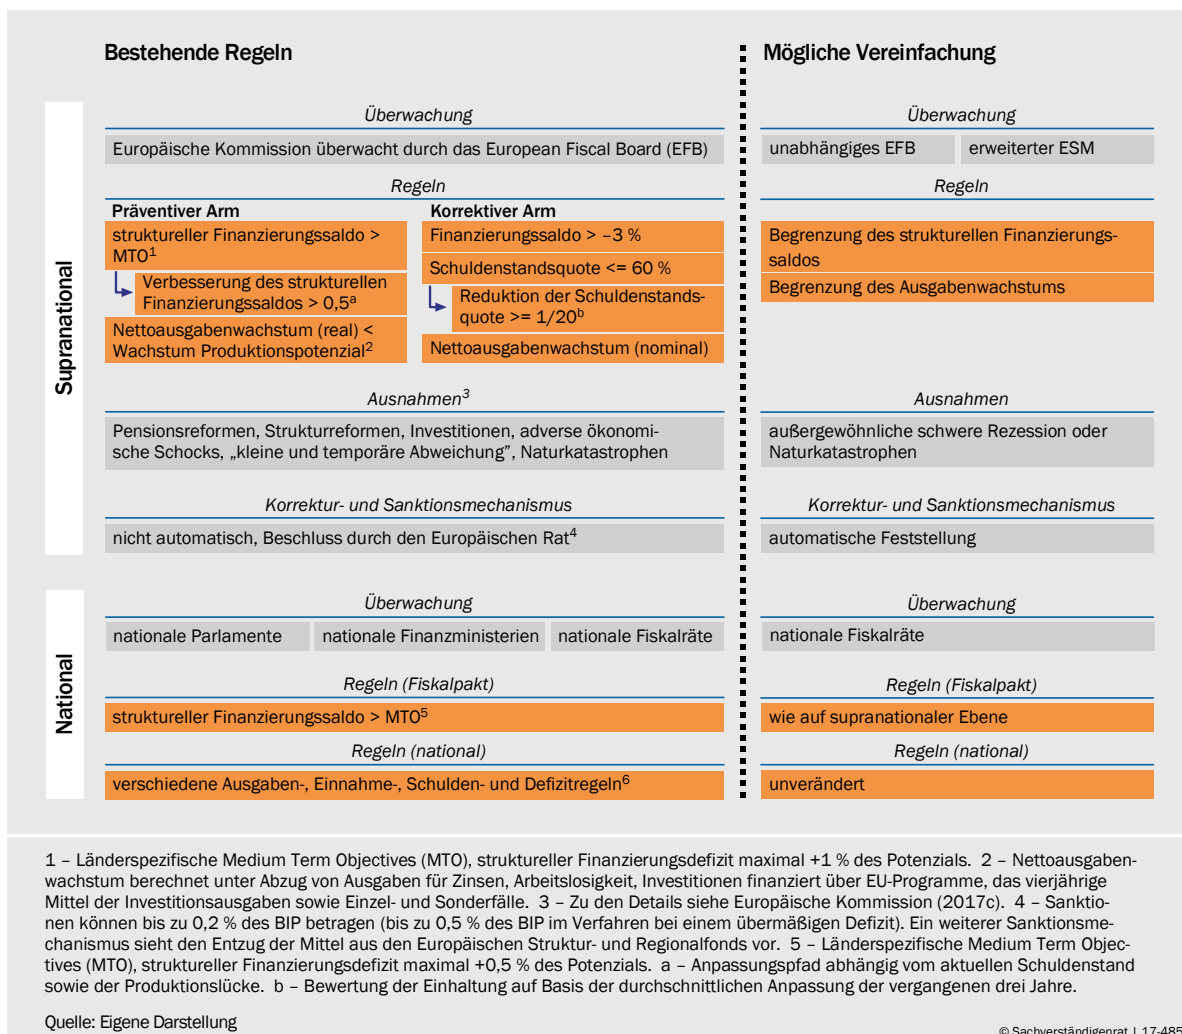 Bestehende Regeln
Supranational
Überwachung
Europäische Kommission überwacht durch das European Fiscal Board (EFB)
Regeln
Präventiver Arm
struktureller Finanzierungssaldo >
MTO¹
Verbesserung des strukturellen
Finanzierungssaldos > 0,5ᵃ
Nettoausgabenwachstum (real) <
Wachstum Produktionspotenzial²
Korrektiver Arm
Finanzierungssaldo > –3 %
Schuldenstandsquote <= 60 %
Reduktion der Schuldenstands-
quote >= 1/20ᵇ
Nettoausgabenwachstum (nominal)
Ausnahmen³
Pensionsreformen, Strukturreformen, Investitionen, adverse ökonomi-
sche Schocks, „kleine und temporäre Abweichung”, Naturkatastrophen
Korrektur- und Sanktionsmechanismus
nicht automatisch, Beschluss durch den Europäischen Rat⁴
National
Überwachung
nationale Parlamente
nationale Finanzministerien
nationale Fiskalräte
Regeln (Fiskalpakt)
struktureller Finanzierungssaldo > MTO⁵
Regeln (national)
verschiedene Ausgaben-, Einnahme-, Schulden- und Defizitregeln⁶
Mögliche Vereinfachung
Überwachung
unabhängiges EFB
erweiterter ESM
Regeln
Begrenzung des strukturellen Finanzierungs-
saldos
Begrenzung des Ausgabenwachstums
Ausnahmen
außergewöhnliche schwere Rezession oder
Naturkatastrophen
Korrektur- und Sanktionsmechanismus
automatische Feststellung
Überwachung
nationale Fiskalräte
Regeln (Fiskalpakt)
wie auf supranationaler Ebene
Regeln (national)
unverändert
1 – Länderspezifische Medium Term Objectives (MTO), struktureller Finanzierungsdefizit maximal +1 % des Potenzials. 2 – Nettoausgaben-
wachstum berechnet unter Abzug von Ausgaben für Zinsen, Arbeitslosigkeit, Investitionen finanziert über EU-Programme, das vierjährige
Mittel der Investitionsausgaben sowie Einzel- und Sonderfälle. 3 – Zu den Details siehe Europäische Kommission (2017c). 4 – Sanktio-
nen können bis zu 0,2 % des BIP betragen (bis zu 0,5 % des BIP im Verfahren bei einem übermäßigen Defizit). Ein weiterer Sanktionsme-
chanismus sieht den Entzug der Mittel aus den Europäischen Struktur- und Regionalfonds vor. 5 – Länderspezifische Medium Term Objec-
tives (MTO), struktureller Finanzierungsdefizit maximal +0,5 % des Potenzials. a – Anpassungspfad abhängig vom aktuellen Schuldenstand
sowie der Produktionslücke. b – Bewertung der Einhaltung auf Basis der durchschnittlichen Anpassung der vergangenen drei Jahre.
Quelle: Eigene Darstellung
© Sachverständigenrat | 17-485